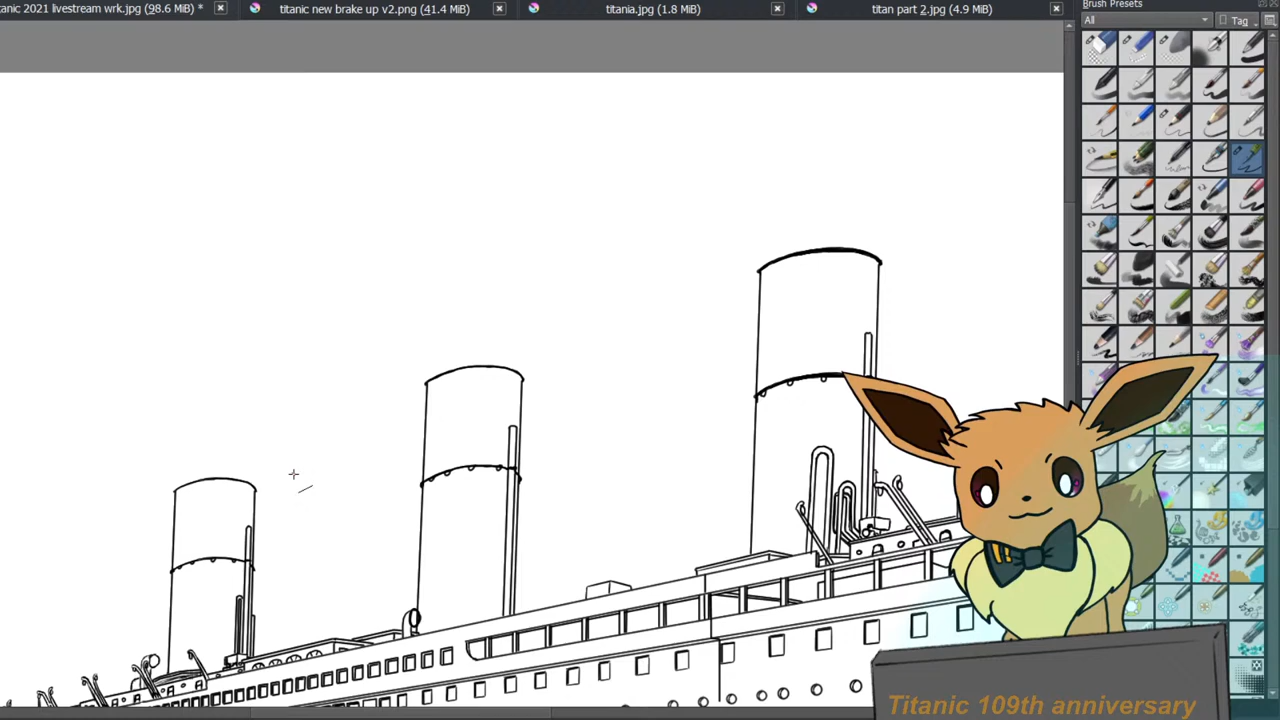 tanic 2021 livestream wrk.jpg (98.6 MiB) *
titanic new brake up v2.png (41.4 MiB)
titania.jpg (1.8 MiB)
titan part 2.jpg (4.9 MiB)
Brush Presets
All
Tag
Titanic 109th anniversary